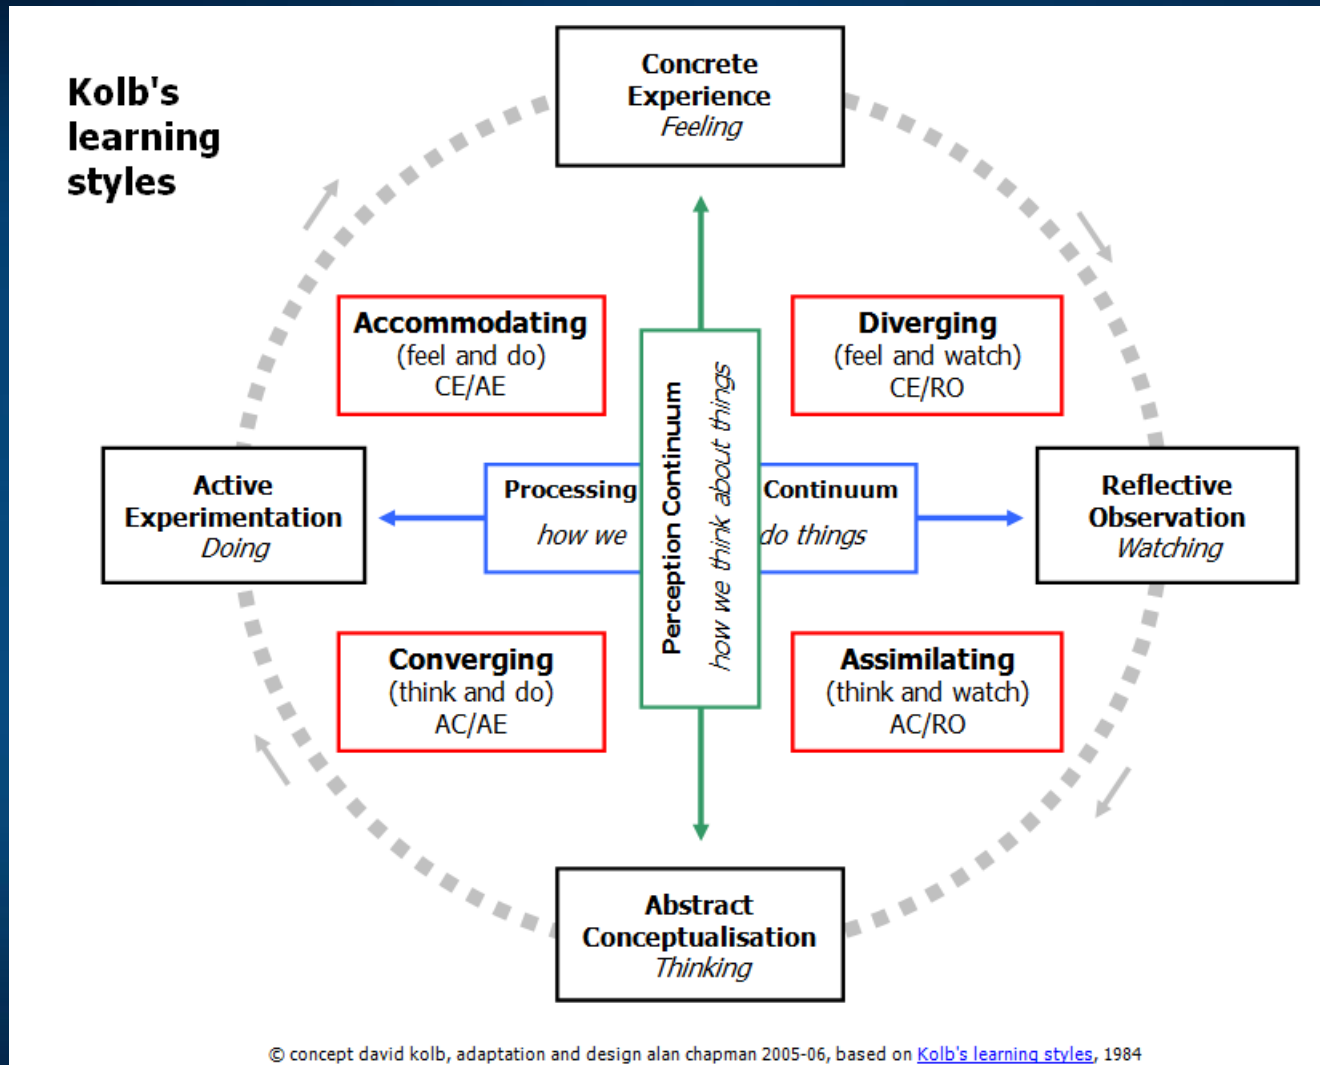 Kolb's
learning
styles
Concrete
Experience
Feeling
Accommodating
(feel and do)
CE/AE
Diverging
(feel and watch)
CE/RO
Perception Continuum
how we think about things
Active
Experimentation
Doing
Processing Continuum
how we do things
Reflective
Observation
Watching
Converging
(think and do)
AC/AE
Assimilating
(think and watch)
AC/RO
Abstract
Conceptualisation
Thinking
© concept david kolb, adaptation and design alan chapman 2005-06, based on Kolb's learning styles, 1984